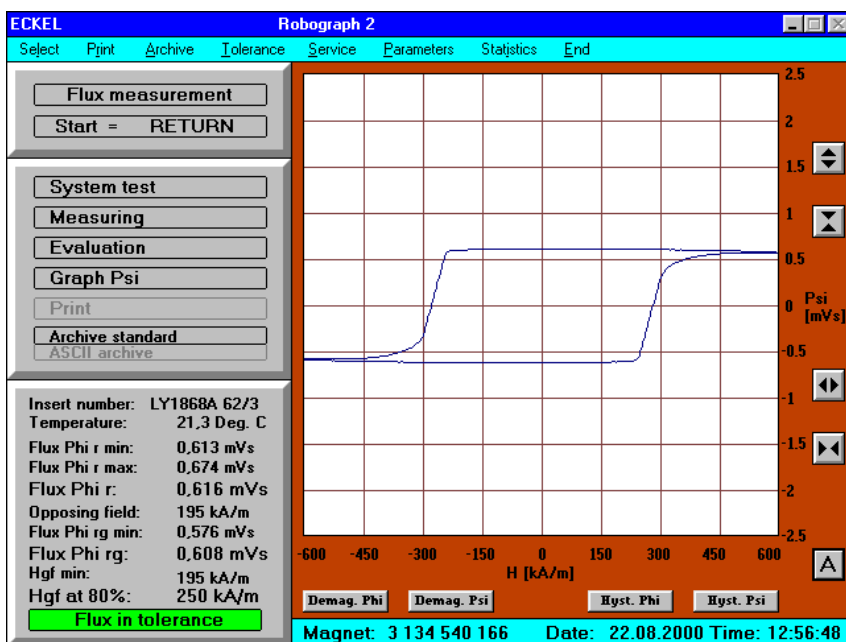 ECKEL Robograph 2
Select Print Archive Tolerance Service Parameters Statistics End
Flux measurement
Start = RETURN
System test
Measuring
Evaluation
Graph Psi
Print
Archive standard
ASCII archive
Insert number: LY1868A 62/3
Temperature: 21,3 Deg. C
Flux Phi r min: 0,613 mVs
Flux Phi r max: 0,674 mVs
Flux Phi r: 0,616 mVs
Opposing field: 195 kA/m
Flux Phi rg min: 0,576 mVs
Flux Phi rg: 0,608 mVs
Hgf min: 195 kA/m
Hgf at 80%: 250 kA/m
Flux in tolerance
2.5
2
1.5
1
0.5
0 Psi
[mVs]
-0.5
-1
-1.5
-2
-2.5
-600 -450 -300 -150 0 150 300 450 600
H [kA/m]
A
Demag. Phi Demag. Psi Hyst. Phi Hyst. Psi
Magnet: 3 134 540 166 Date: 22.08.2000 Time: 12:56:48